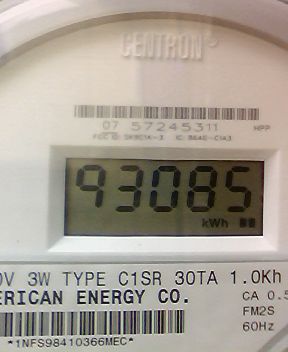 CENTRON
07 57245311 HPP
93085
kWh
0V 3W TYPE C1SR 30TA 1.0Kh
ERICAN ENERGY CO. CA 0.5
FM2S
60Hz
*1NFS98410366MEC*